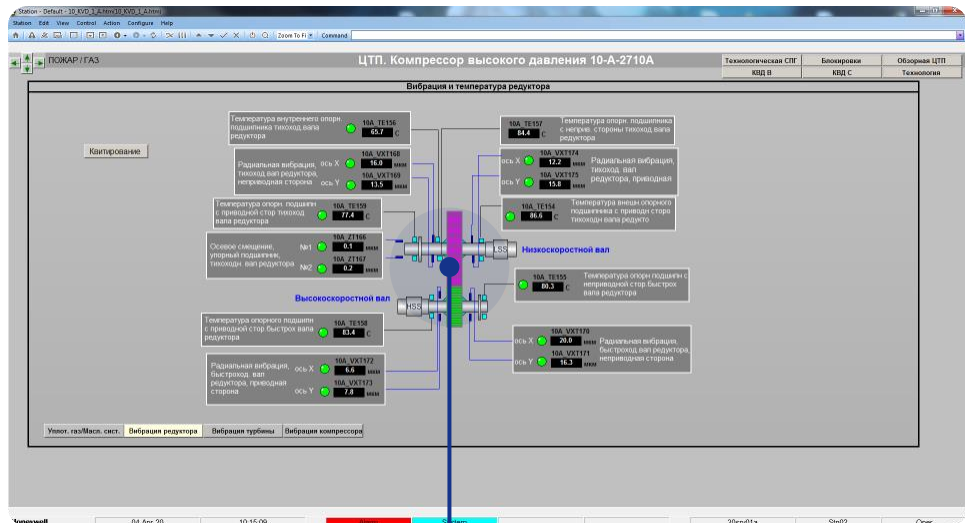 Station - Default - 10_KVD_1_A.htm(10_KVD_1_A.htm)
Station Edit View Control Action Configure Help
Zoom To Fi Command
ПОЖАР / ГАЗ
ЦТП. Компрессор высокого давления 10-А-2710А
Технологическая СПГ Блокировки Обзорная ЦТП
КВД В КВД С Технология
Вибрация и температура редуктора
Квитирование
Температура внутреннего опорн.
подшипника тихоход.вала
редуктора
10A_TE156
65.7 C
10A_TE157
84.4 C
Температура опорн. подшипника
с неприв. стороны тихоход.вала
редуктора
Радиальная вибрация,
тихоход вал редуктора,
неприводная сторона
ось X
10A_VXT168
16.0 мкм
ось Y
10A_VXT169
13.5 мкм
ось X
10A_VXT174
12.2 мкм
ось Y
10A_VXT175
15.8 мкм
Радиальная вибрация,
тихоход. вал
редуктора, приводная
Температура опорн. подшипн
с приводной стор тихоход
вала редуктора
10A_TE159
77.4 C
10A_TE154
86.6 C
Температура внешн.опорного
подшипника с приводн сторо
тихоходн вала редукто
Осевое смещение,
упорный подшипник,
тихоходн вал редуктора
№1
10A_ZT166
0.1 мкм
№2
10A_ZT167
0.2 мкм
LSS
Низкоскоростной вал
Высокоскоростной вал
HSS
10A_TE155
80.3 C
Температура опорн подшипн с
неприводной стор.быстрох
вала редуктора
Температура опорного подшипн
с приводной стор быстрох вала
редуктора
10A_TE158
83.4 C
ось X
10A_VXT170
20.0 мкм
ось Y
10A_VXT171
16.3 мкм
Радиальная вибрация,
быстроход.вал редуктора,
неприводная сторона
Радиальная вибрация,
быстроход. вал
редуктора, приводная
сторона
ось X
10A_VXT172
6.6 мкм
ось Y
10A_VXT173
7.8 мкм
Уплот. газ/Масл. сист. Вибрация редуктора Вибрация турбины Вибрация компрессора
Honeywell 04 Apr 20 10:15:09 System 30srv01a Stn02 Oper